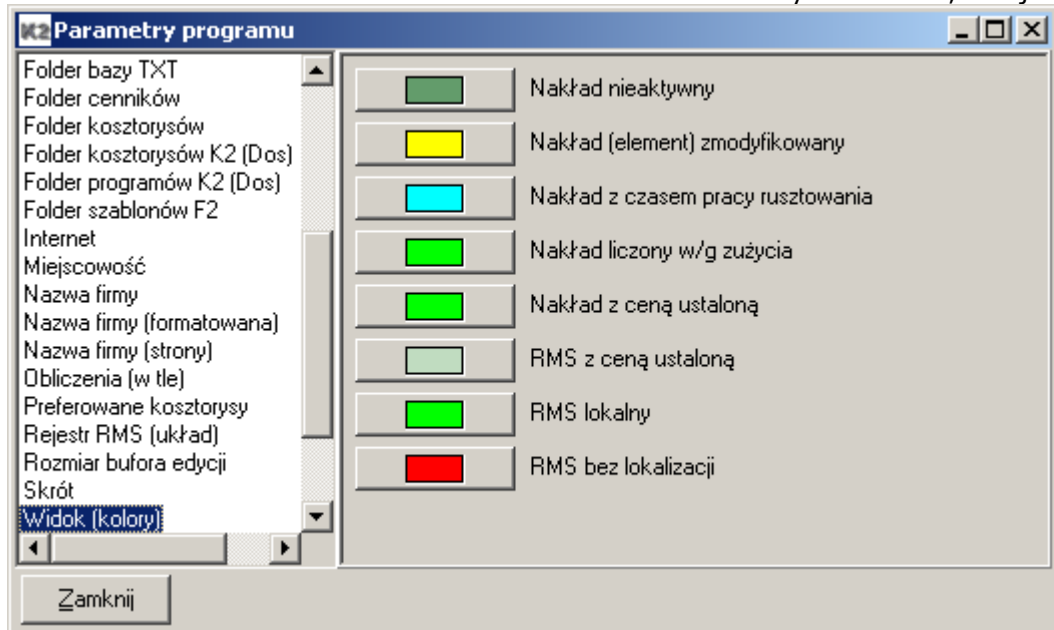 K2 Parametry programu
Folder bazy TXT
Folder cenników
Folder kosztorysów
Folder kosztorysów K2 (Dos)
Folder programów K2 (Dos)
Folder szablonów F2
Internet
Miejscowość
Nazwa firmy
Nazwa firmy (formatowana)
Nazwa firmy (strony)
Obliczenia (w tle)
Preferowane kosztorysy
Rejestr RMS (układ)
Rozmiar bufora edycji
Skrót
Widok (kolory)
Nakład nieaktywny
Nakład (element) zmodyfikowany
Nakład z czasem pracy rusztowania
Nakład liczony w/g zużycia
Nakład z ceną ustaloną
RMS z ceną ustaloną
RMS lokalny
RMS bez lokalizacji
Zamknij